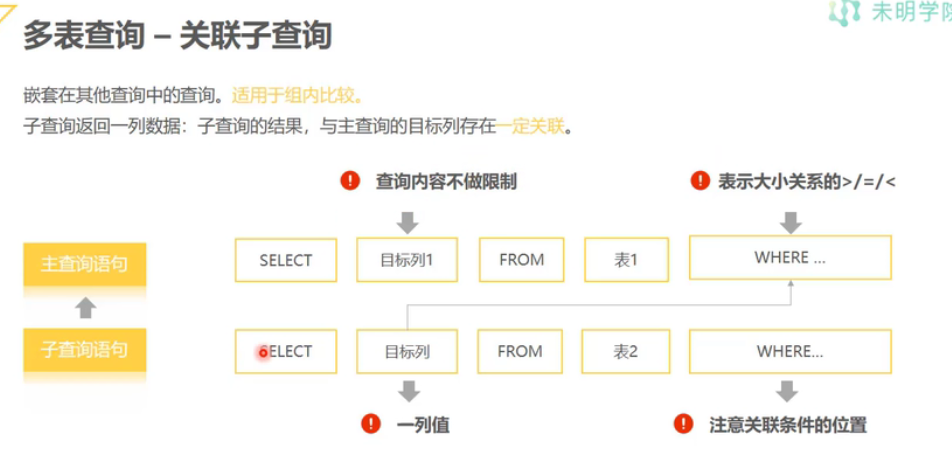 未明学院
多表查询 – 关联子查询
嵌套在其他查询中的查询。适用于组内比较。
子查询返回一列数据：子查询的结果，与主查询的目标列存在一定关联。
查询内容不做限制
表示大小关系的>/=/<
主查询语句
SELECT
目标列1
FROM
表1
WHERE ...
子查询语句
SELECT
目标列
FROM
表2
WHERE...
一列值
注意关联条件的位置